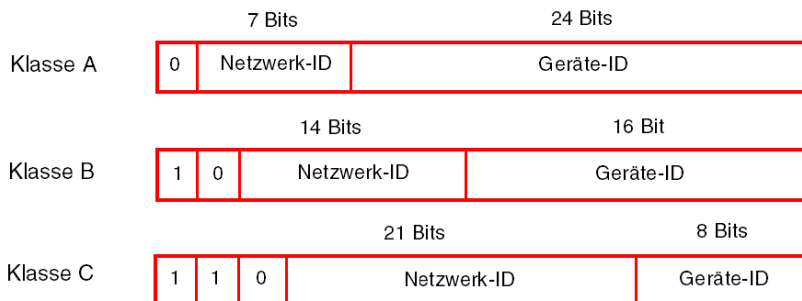 7 Bits 24 Bits
Klasse A 0 Netzwerk-ID Geräte-ID
14 Bits 16 Bit
Klasse B 1 0 Netzwerk-ID Geräte-ID
21 Bits 8 Bits
Klasse C 1 1 0 Netzwerk-ID Geräte-ID